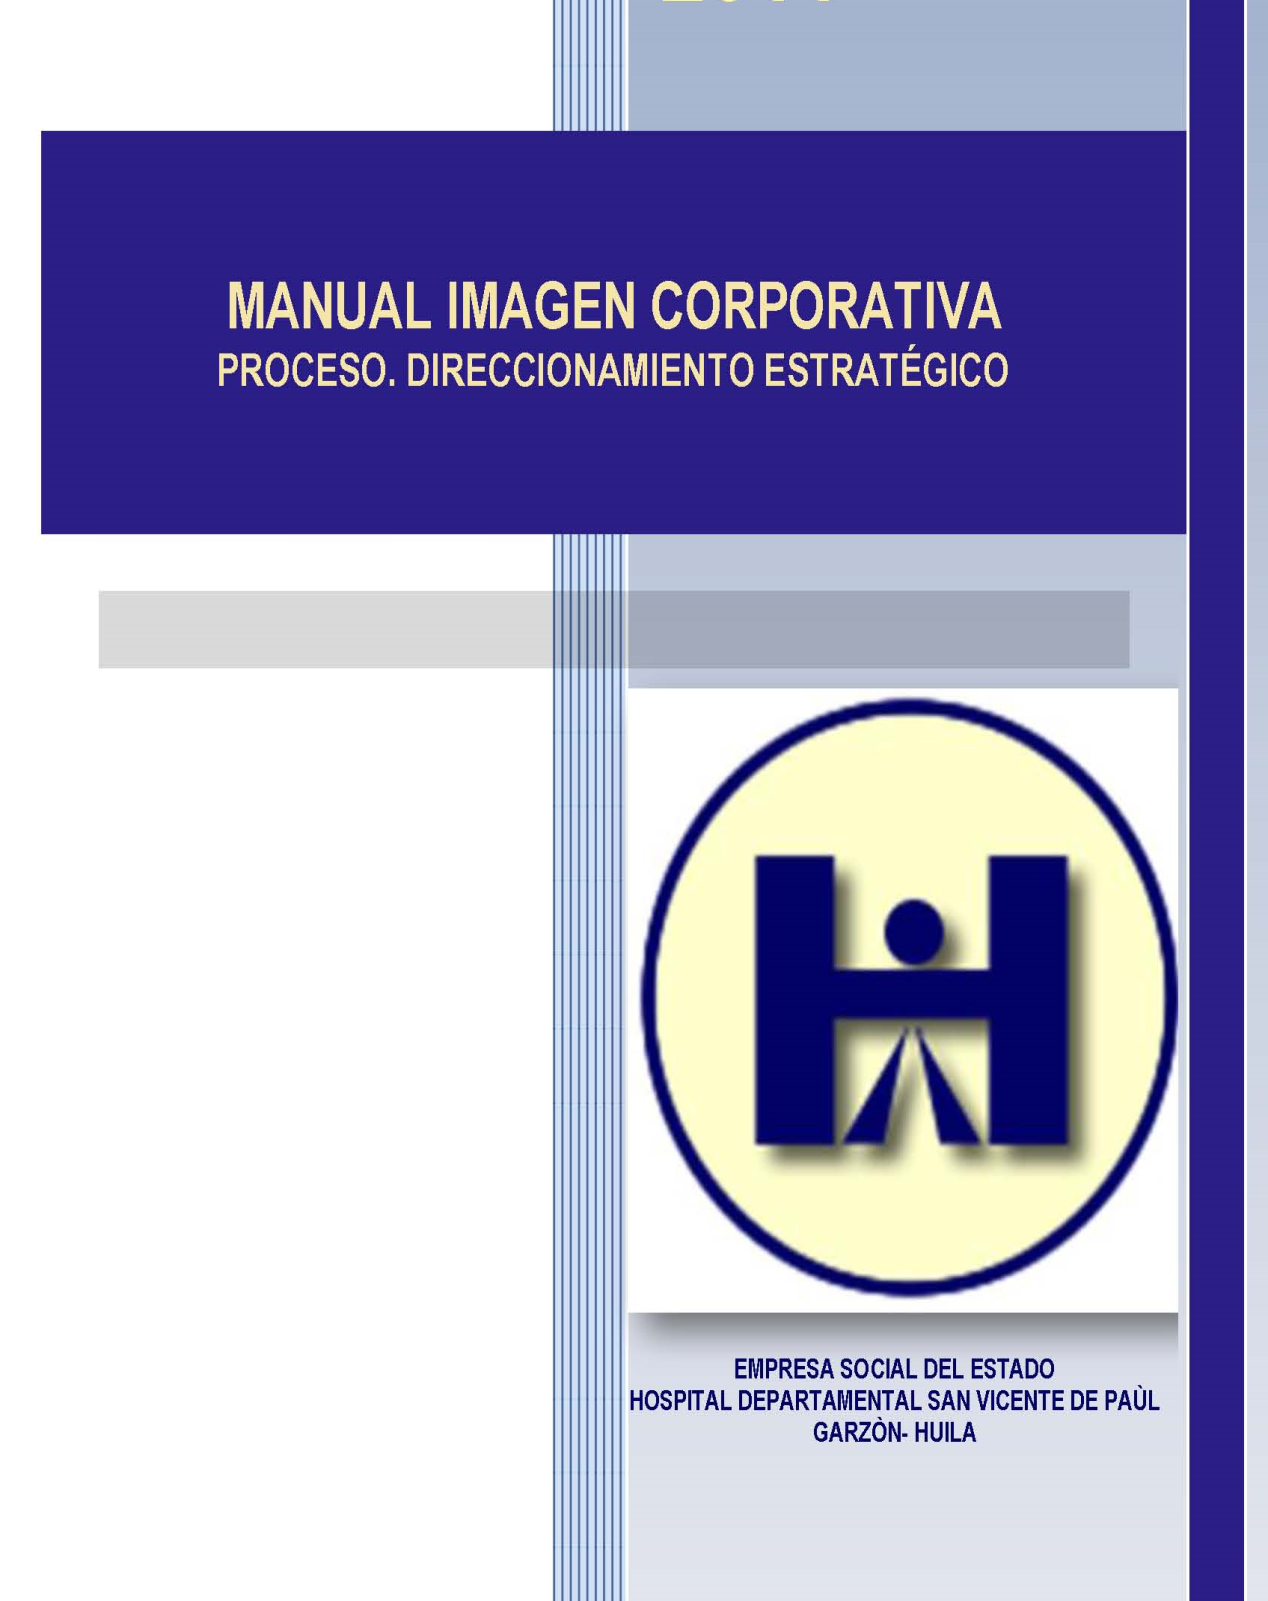 MANUAL IMAGEN CORPORATIVA
PROCESO. DIRECCIONAMIENTO ESTRATÉGICO
H
EMPRESA SOCIAL DEL ESTADO
HOSPITAL DEPARTAMENTAL SAN VICENTE DE PAÙL
GARZÒN- HUILA